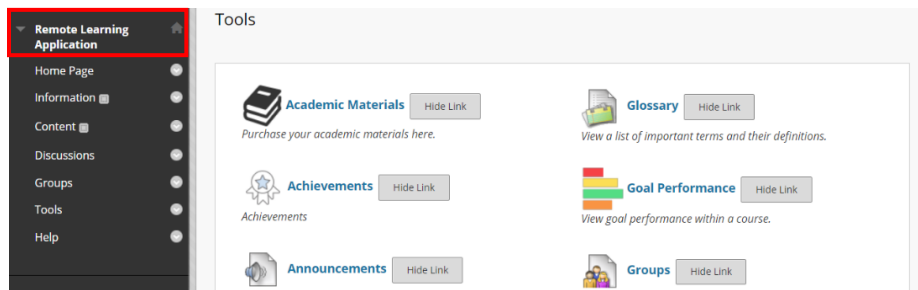 Remote Learning
Application
Home Page
Information
Content
Discussions
Groups
Tools
Help
Tools
Academic Materials Hide Link
Purchase your academic materials here.
Glossary Hide Link
View a list of important terms and their definitions.
Achievements Hide Link
Achievements
Goal Performance Hide Link
View goal performance within a course.
Announcements Hide Link
Groups Hide Link